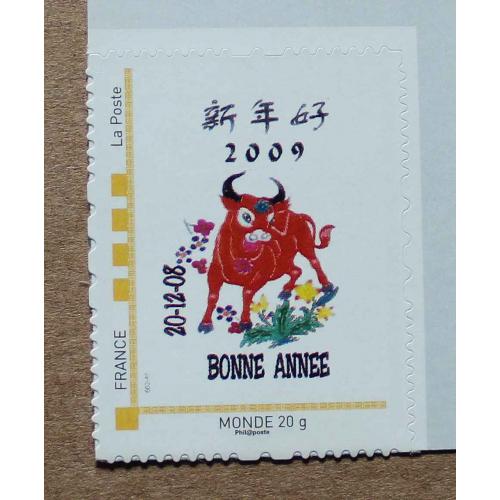 新年好
2009
20-12-08
BONNE ANNEE
La Poste
FRANCE
MONDE 20 g
Phil@poste